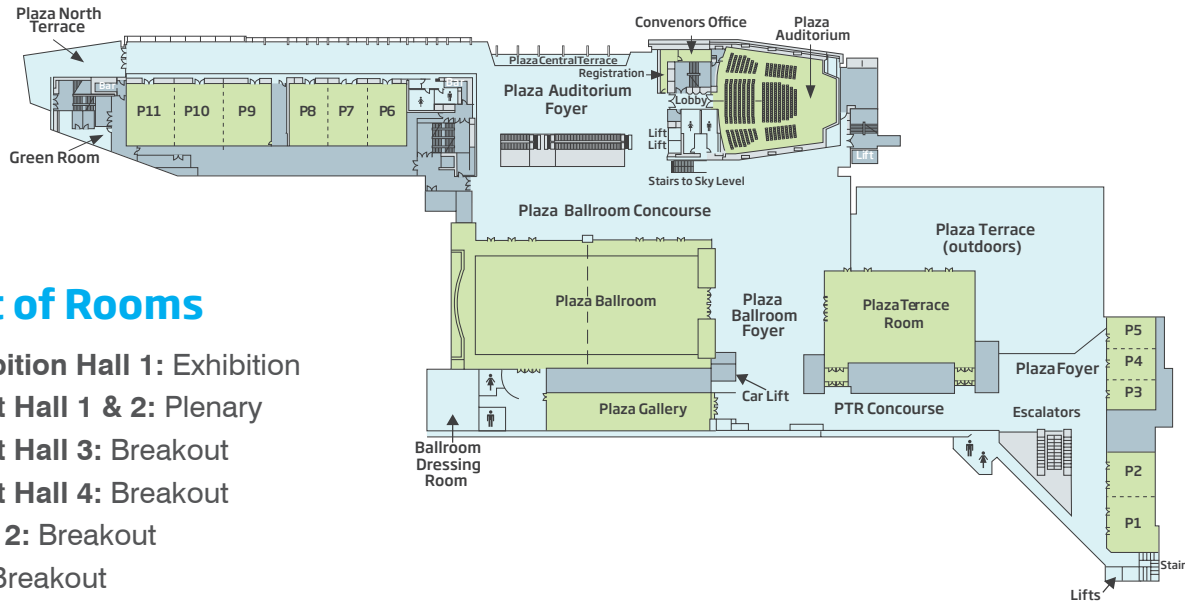 Plaza North
Terrace
Convenors Office
Plaza
Auditorium
Plaza Central Terrace
Registration
Bar
Bar
Plaza Auditorium
Foyer
Lobby
P11
P10
P9
P8
P7
P6
Lift
Lift
Lift
Green Room
Stairs to Sky Level
Plaza Ballroom Concourse
Plaza Terrace
(outdoors)
Plaza Ballroom
Plaza
Ballroom
Foyer
Plaza Terrace
Room
P5
P4
P3
Plaza Foyer
Car Lift
Plaza Gallery
PTR Concourse
Escalators
Ballroom
Dressing
Room
P2
P1
Stair
Lifts
of Rooms
bition Hall 1: Exhibition
t Hall 1 & 2: Plenary
t Hall 3: Breakout
t Hall 4: Breakout
2: Breakout
Breakout